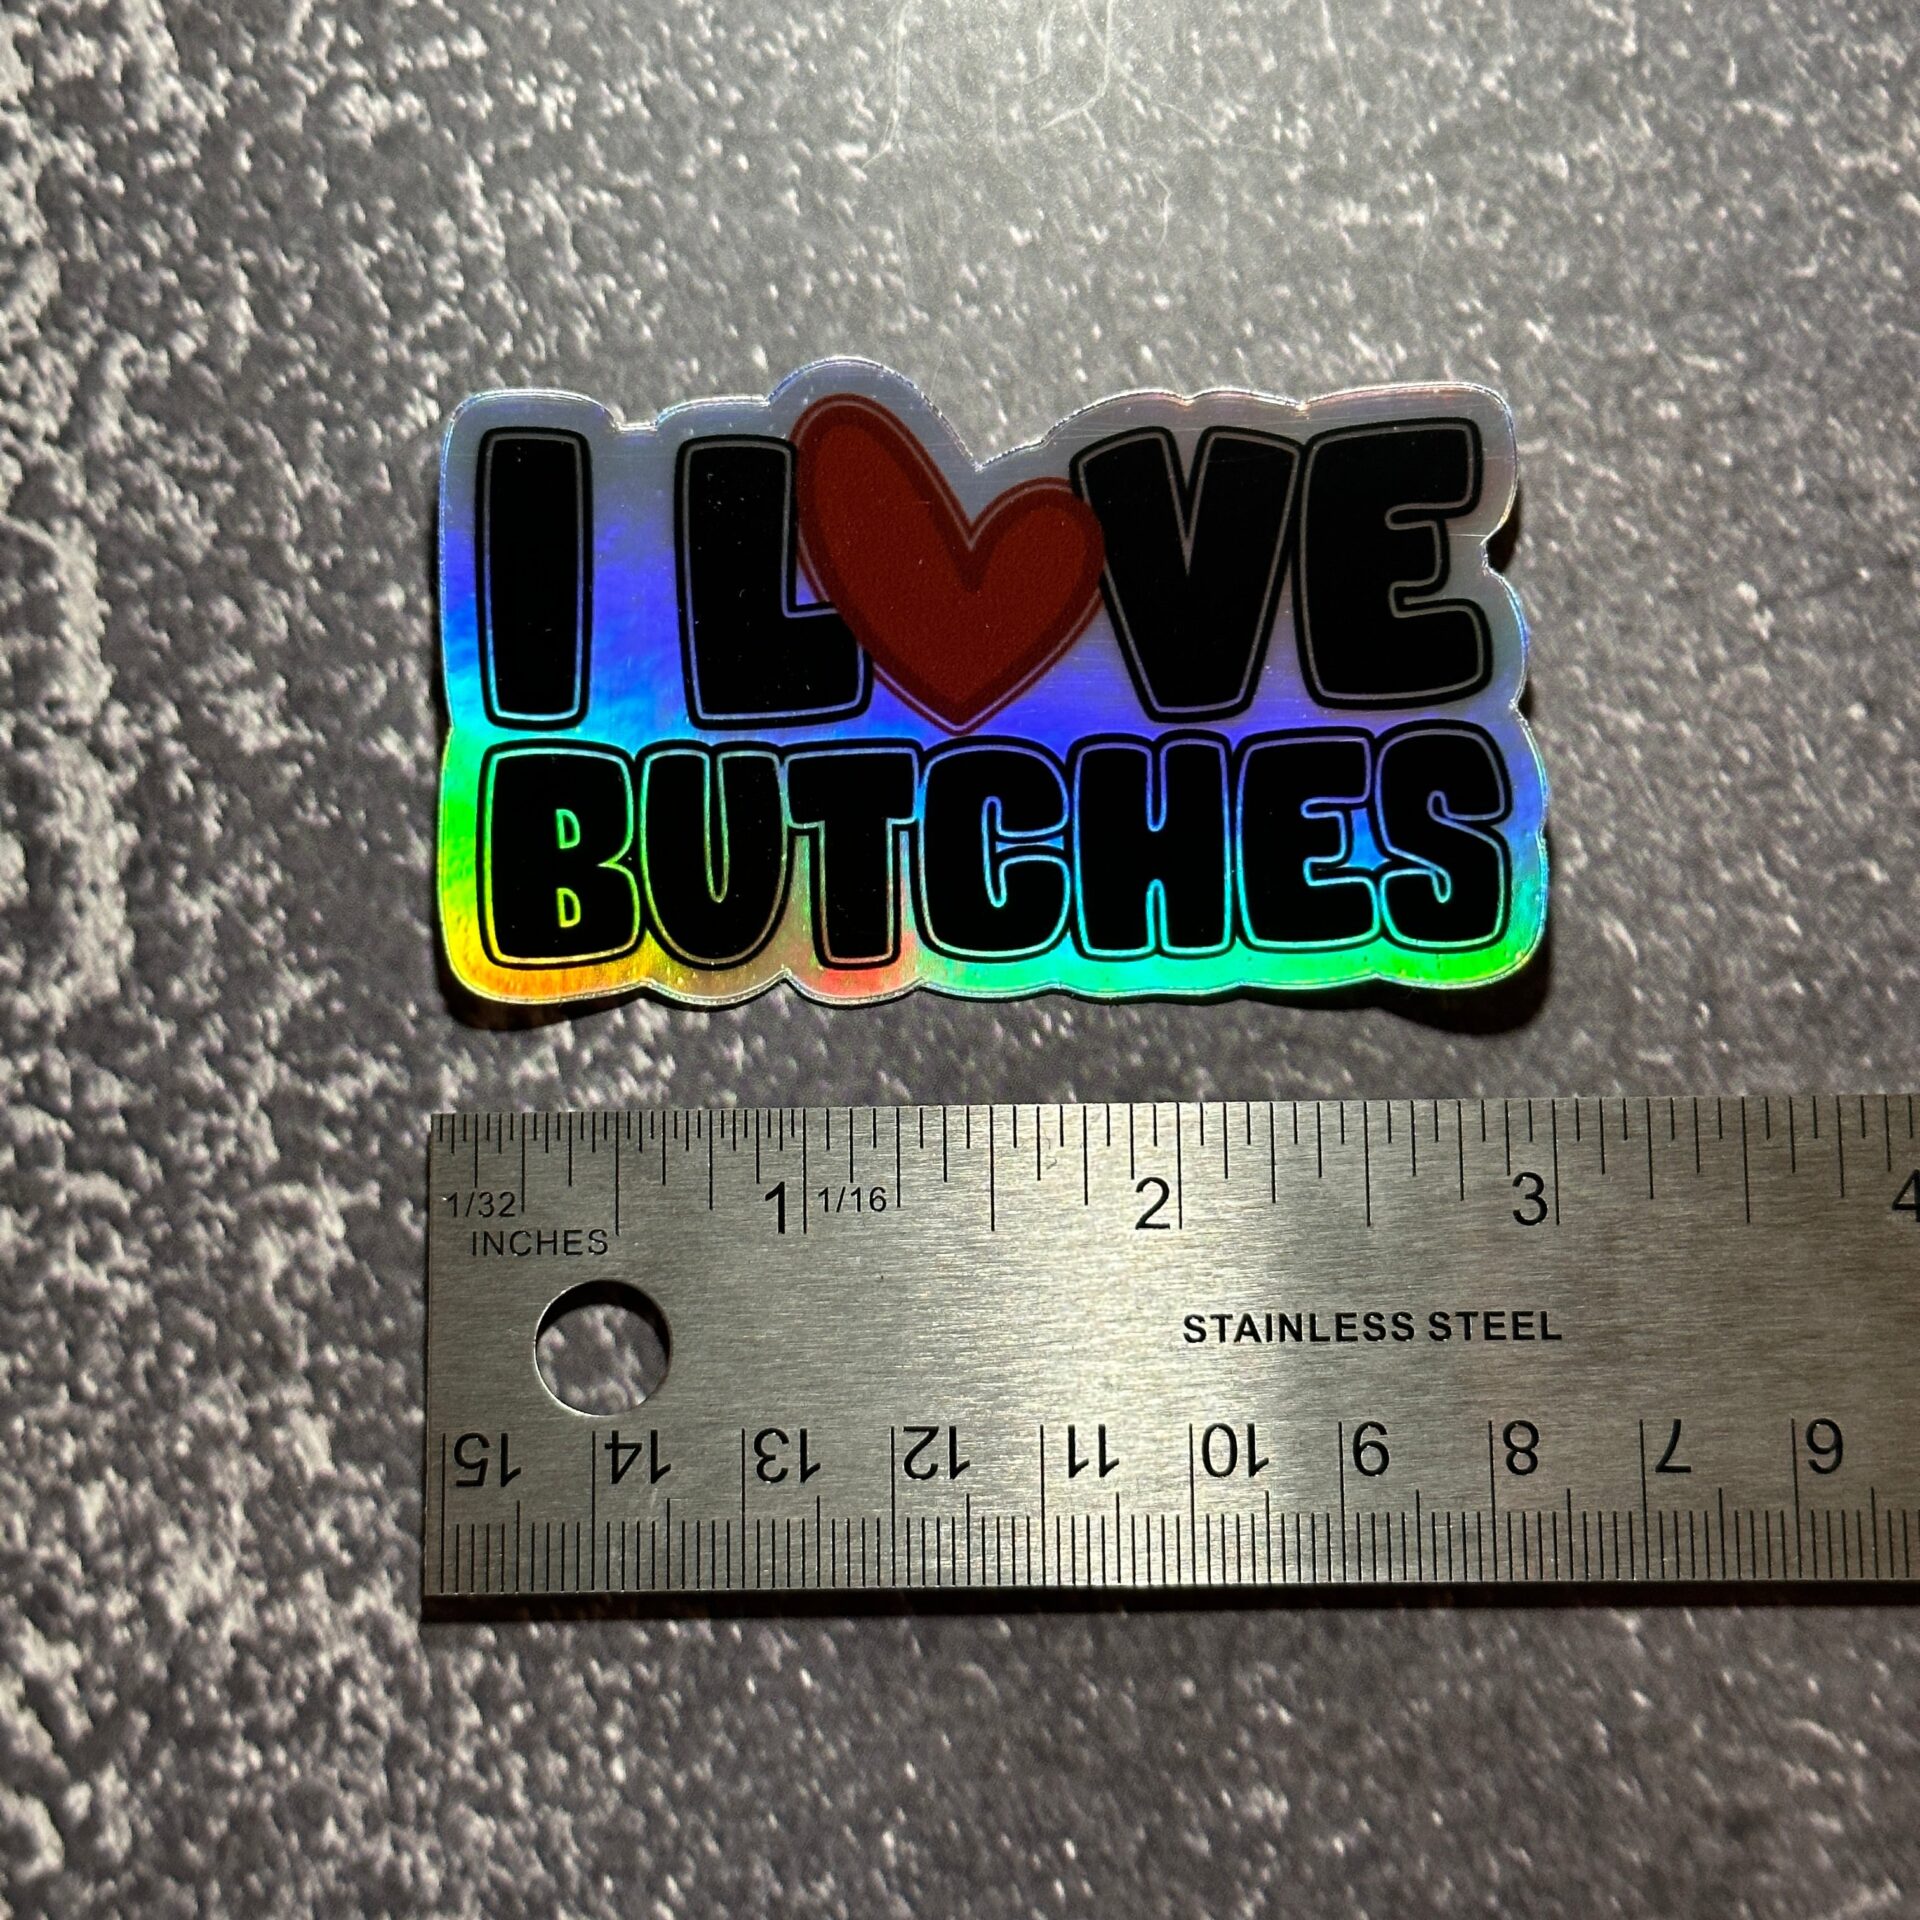 I LOVE
BUTCHES
1/32 1 1/16 2 3 4
INCHES
STAINLESS STEEL
15 14 13 12 11 10 9 8 7 6